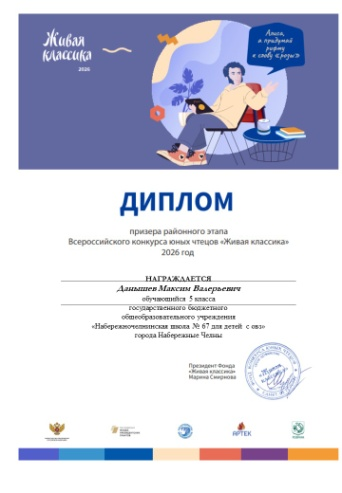 Живая
классика
2026
Алиса,
я придумал
рифму
к слову «грозы»
ДИПЛОМ
призера районного этапа
Всероссийского конкурса юных чтецов «Живая классика»
2026 год
НАГРАЖДАЕТСЯ
Данышев Максим Валерьевич
обучающийся 5 класса
государственного бюджетного
общеобразовательного учреждения
«Набережночелнинская школа № 67 для детей с овз»
города Набережные Челны
Президент Фонда
«Живая классика»
Марина Смирнова
АРТЕК